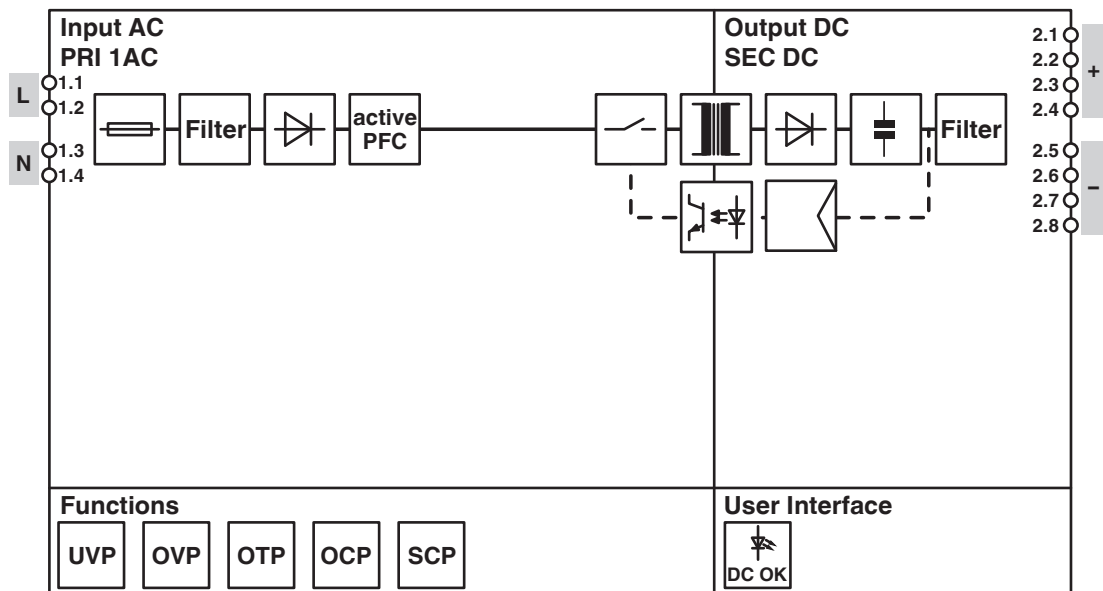 Input AC
PRI 1AC
Output DC
SEC DC
L
1.1
1.2
N
1.3
1.4
Filter
active
PFC
Filter
2.1
2.2
2.3
2.4
+
2.5
2.6
2.7
2.8
–
Functions
UVP
OVP
OTP
OCP
SCP
User Interface
DC OK